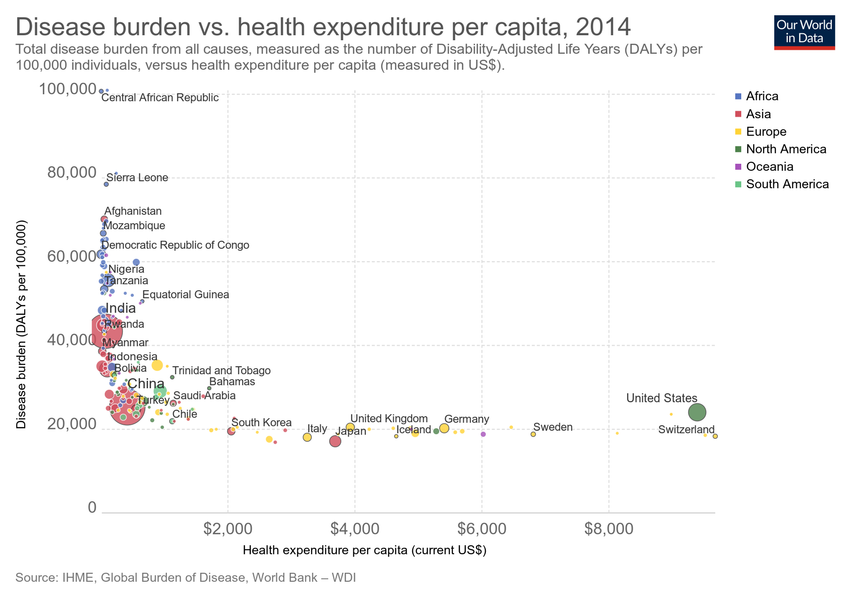 Disease burden vs. health expenditure per capita, 2014
Total disease burden from all causes, measured as the number of Disability-Adjusted Life Years (DALYs) per
100,000 individuals, versus health expenditure per capita (measured in US$).
Our World
in Data
100,000
Central African Republic
80,000
Sierra Leone
Afghanistan
Mozambique
Democratic Republic of Congo
60,000
Nigeria
Tanzania
Equatorial Guinea
India
Rwanda
40,000
Myanmar
Indonesia
Bolivia
Trinidad and Tobago
China
Bahamas
Turkey
Saudi Arabia
Chile
United States
20,000
South Korea
Italy
Japan
United Kingdom
Iceland
Germany
Sweden
Switzerland
0
$2,000
$4,000
$6,000
$8,000
Disease burden (DALYs per 100,000)
Health expenditure per capita (current US$)
Africa
Asia
Europe
North America
Oceania
South America
Source: IHME, Global Burden of Disease, World Bank – WDI